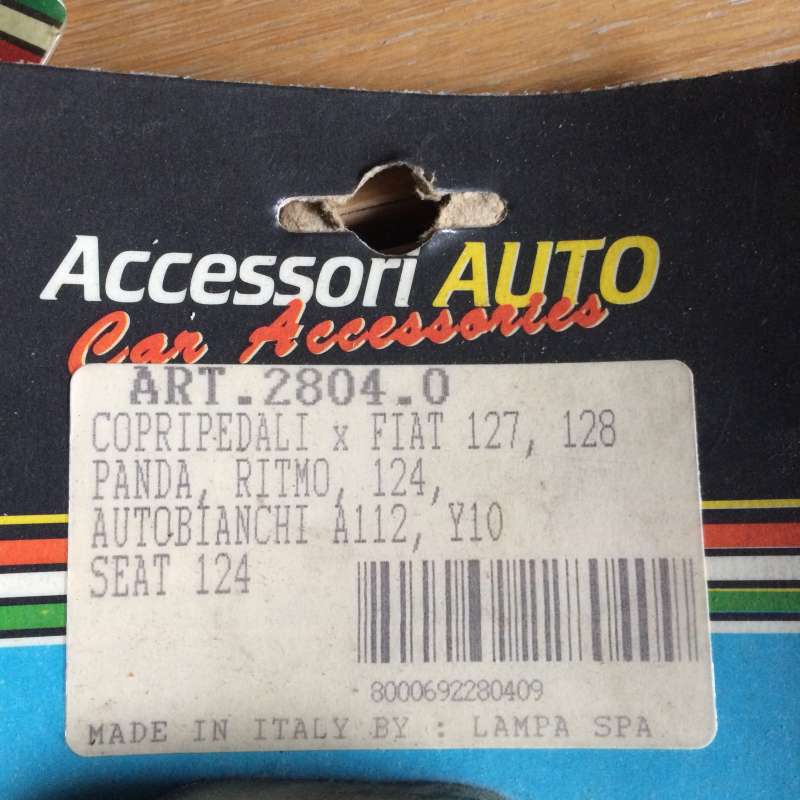 Accessori AUTO
Car Accessories
ART.2804.0
COPRIPEDALI x FIAT 127, 128
PANDA, RITMO, 124,
AUTOBIANCHI A112, Y10
SEAT 124
8000692280409
MADE IN ITALY BY : LAMPA SPA